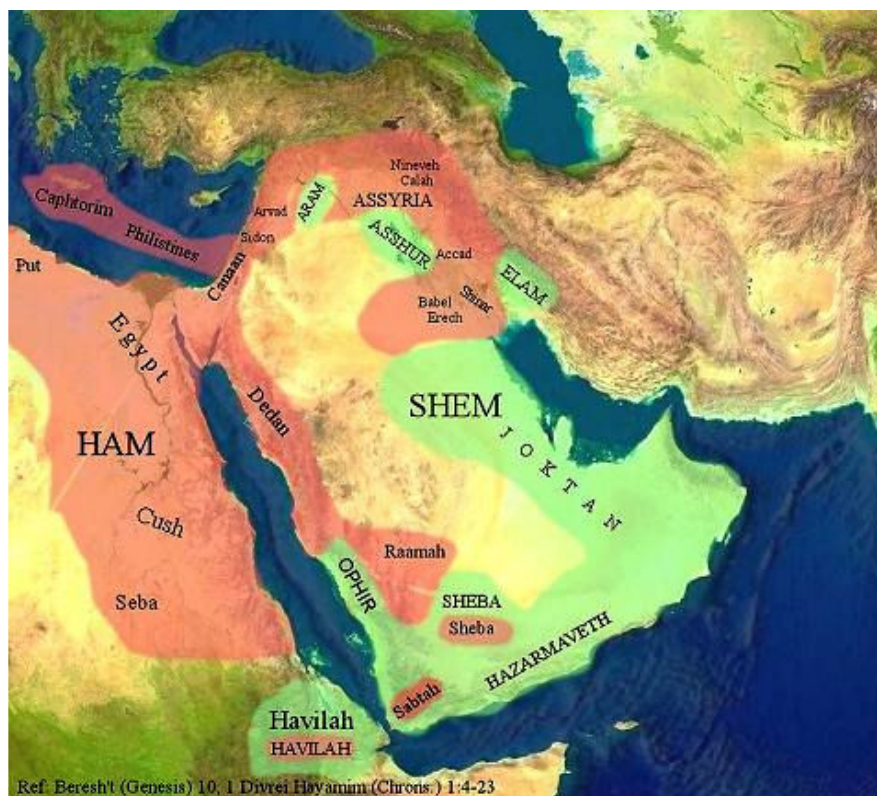 Nineveh
Calah
ARAM
ASSYRIA
Caphtorim
Arvad
Philistines
Sidon
ASSHUR
Accad
Put
Canaan
ELAM
Shinar
Babel
Erech
Egypt
Dedan
SHEM
HAM
JOKTAN
Cush
Raamah
OPHIR
Seba
SHEBA
Sheba
HAZARMAVETH
Sabtah
Havilah
HAVILAH
Ref: Beresh't (Genesis) 10; 1 Divrei Hayamim (Chrons.) 1:4-23